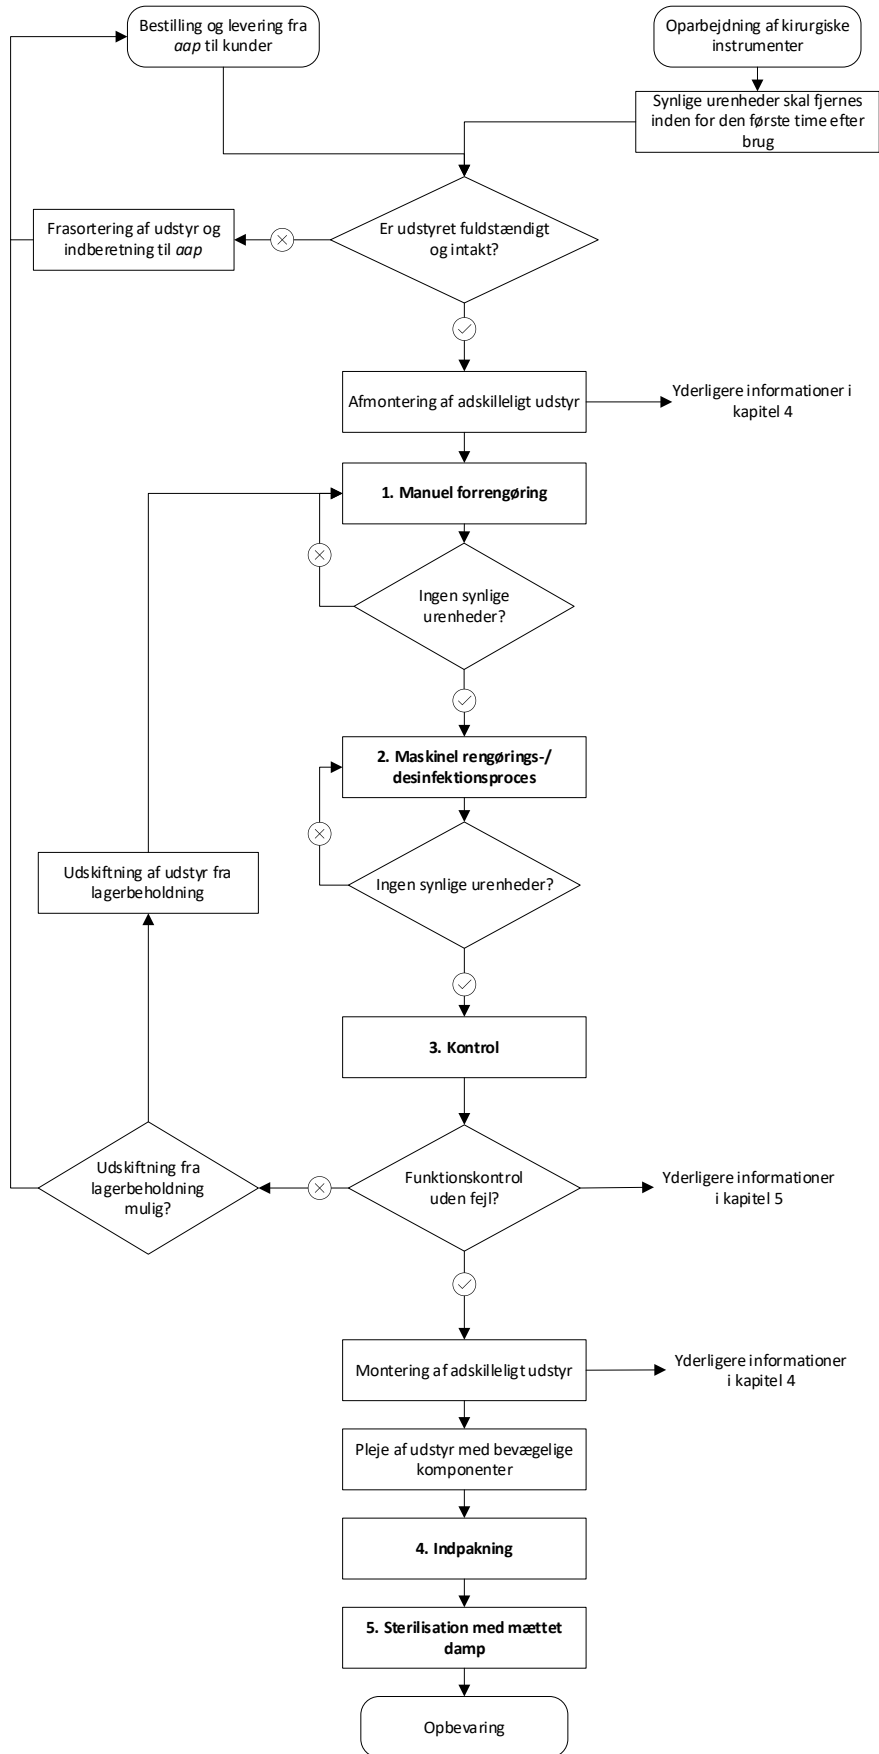 Bestilling og levering fra
aap til kunder
Oparbejdning af kirurgiske
instrumenter
Synlige urenheder skal fjernes
inden for den første time efter
brug
Er udstyret fuldstændigt
og intakt?
Frasortering af udstyr og
indberetning til aap
Afmontering af adskilleligt udstyr
Yderligere informationer i
kapitel 4
1. Manuel forrengøring
Ingen synlige
urenheder?
2. Maskinel rengørings-/
desinfektionsproces
Ingen synlige urenheder?
Udskiftning af udstyr fra
lagerbeholdning
3. Kontrol
Udskiftning fra
lagerbeholdning
mulig?
Funktionskontrol
uden fejl?
Yderligere informationer
i kapitel 5
Montering af adskilleligt udstyr
Yderligere informationer
i kapitel 4
Pleje af udstyr med bevægelige
komponenter
4. Indpakning
5. Sterilisation med mættet
damp
Opbevaring